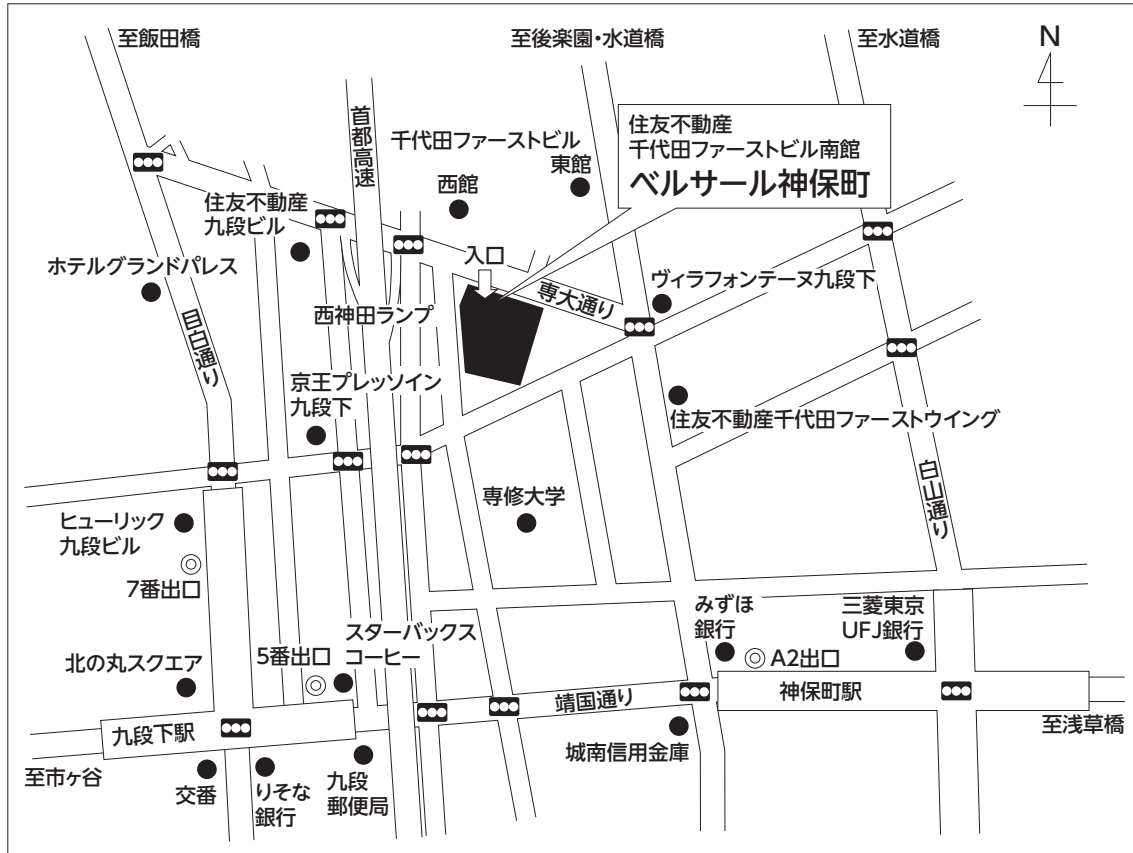 至飯田橋
至後楽園・水道橋
至水道橋
N
首都高速
千代田ファーストビル
東館
西館
住友不動産
千代田ファーストビル南館
ベルサール神保町
住友不動産
九段ビル
ホテルグランドパレス
入口
専大通り
ヴィラフォンテーヌ九段下
目白通り
西神田ランプ
京王プレッソイン
九段下
住友不動産千代田ファーストウイング
白山通り
専修大学
ヒューリック
九段ビル
7番出口
みずほ
銀行
三菱東京
UFJ銀行
スターバックス
コーヒー
5番出口
A2出口
北の丸スクエア
靖国通り
神保町駅
九段下駅
城南信用金庫
至浅草橋
至市ヶ谷
交番
りそな
銀行
九段
郵便局